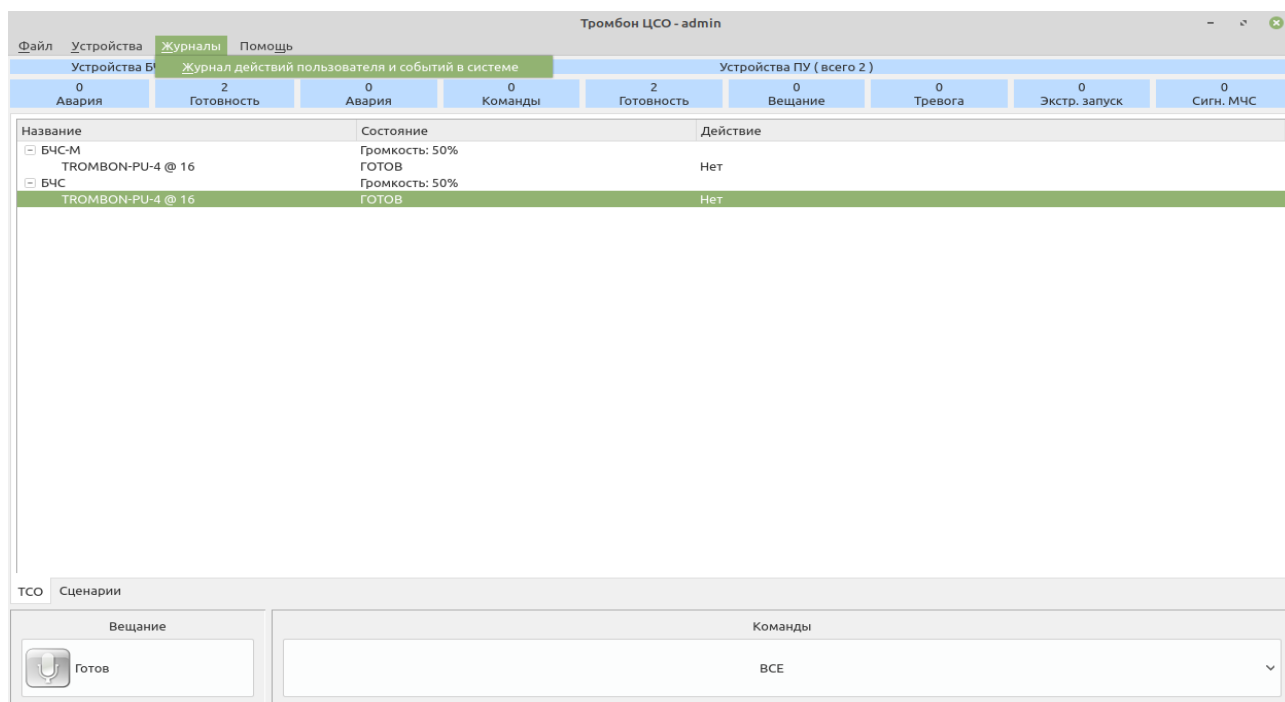 Тромбон ЦСО - admin
Файл Устройства Журналы Помощь
Журнал действий пользователя и событий в системе
Устройства Устройства ПУ ( всего 2 )
0 2 0 0 2 0 0 0 0
Авария Готовность Авария Команды Готовность Вещание Тревога Экстр. запуск Сигн. МЧС
Название Состояние Действие
БЧС-М Громкость: 50%
TROMBON-PU-4 @ 16 ГОТОВ Нет
БЧС Громкость: 50%
TROMBON-PU-4 @ 16 ГОТОВ Нет
ТСО Сценарии
Вещание Команды
Готов ВСЕ